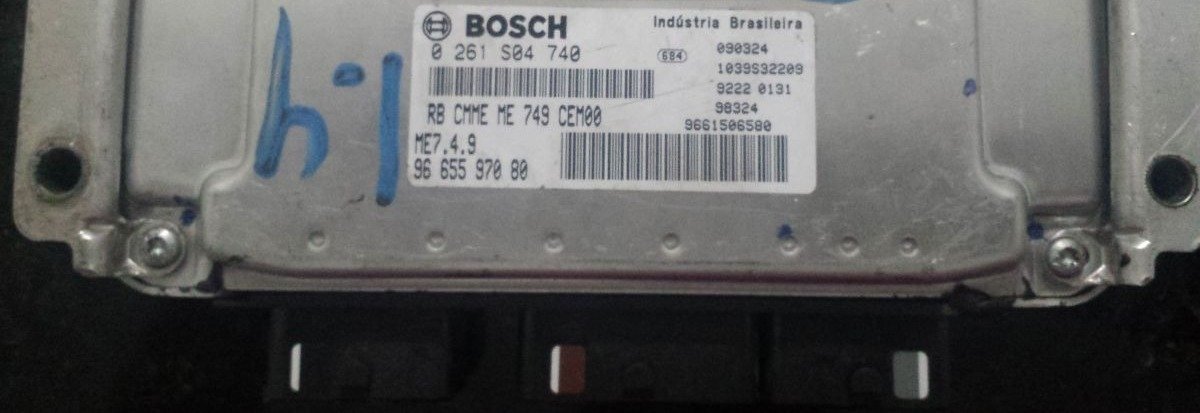 BOSCH
Indústria Brasileira
0 261 S04 740
684
090324
1039S32209
9222 0131
RB CMME ME 749 CEM00
98324
9661506580
ME7.4.9
96 655 970 80